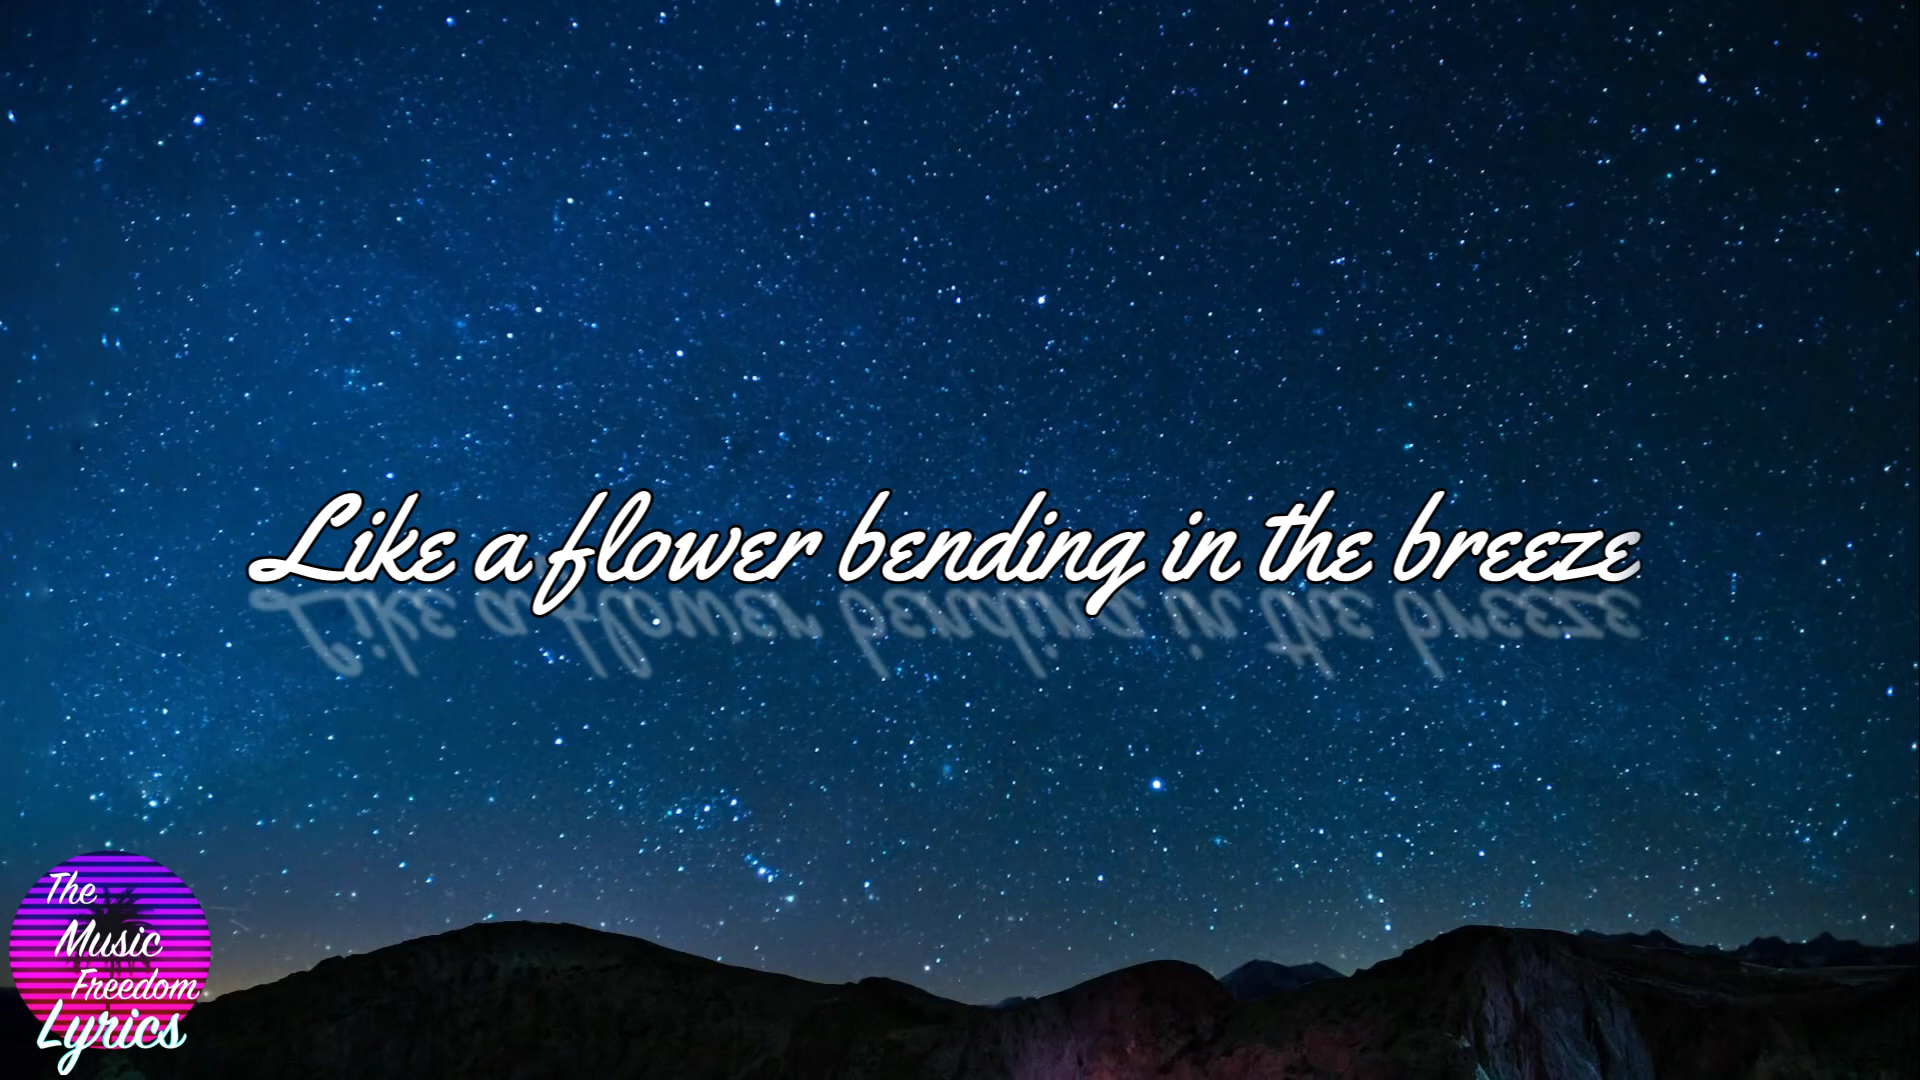 Like a flower bending in the breeze
The
Music
Freedom
Lyrics